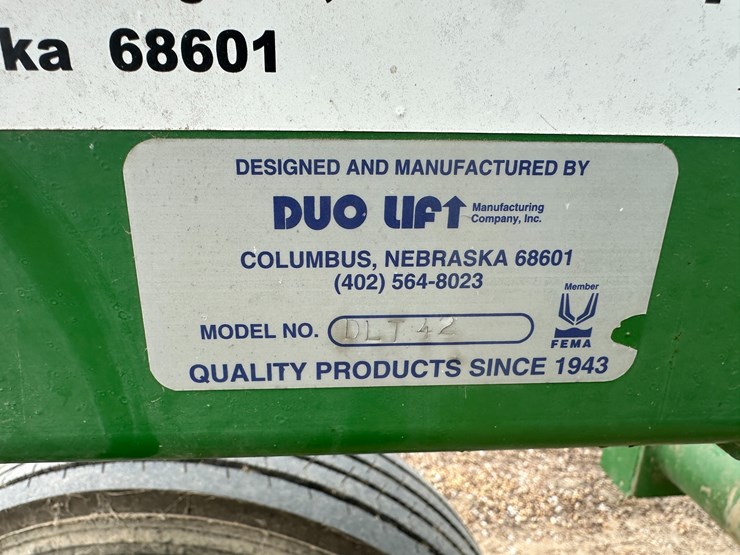 ka 68601
DESIGNED AND MANUFACTURED BY
DUO LIFT Manufacturing
Company, Inc.
COLUMBUS, NEBRASKA 68601
(402) 564-8023
Member
MODEL NO. DLT 42
FEMA
QUALITY PRODUCTS SINCE 1943